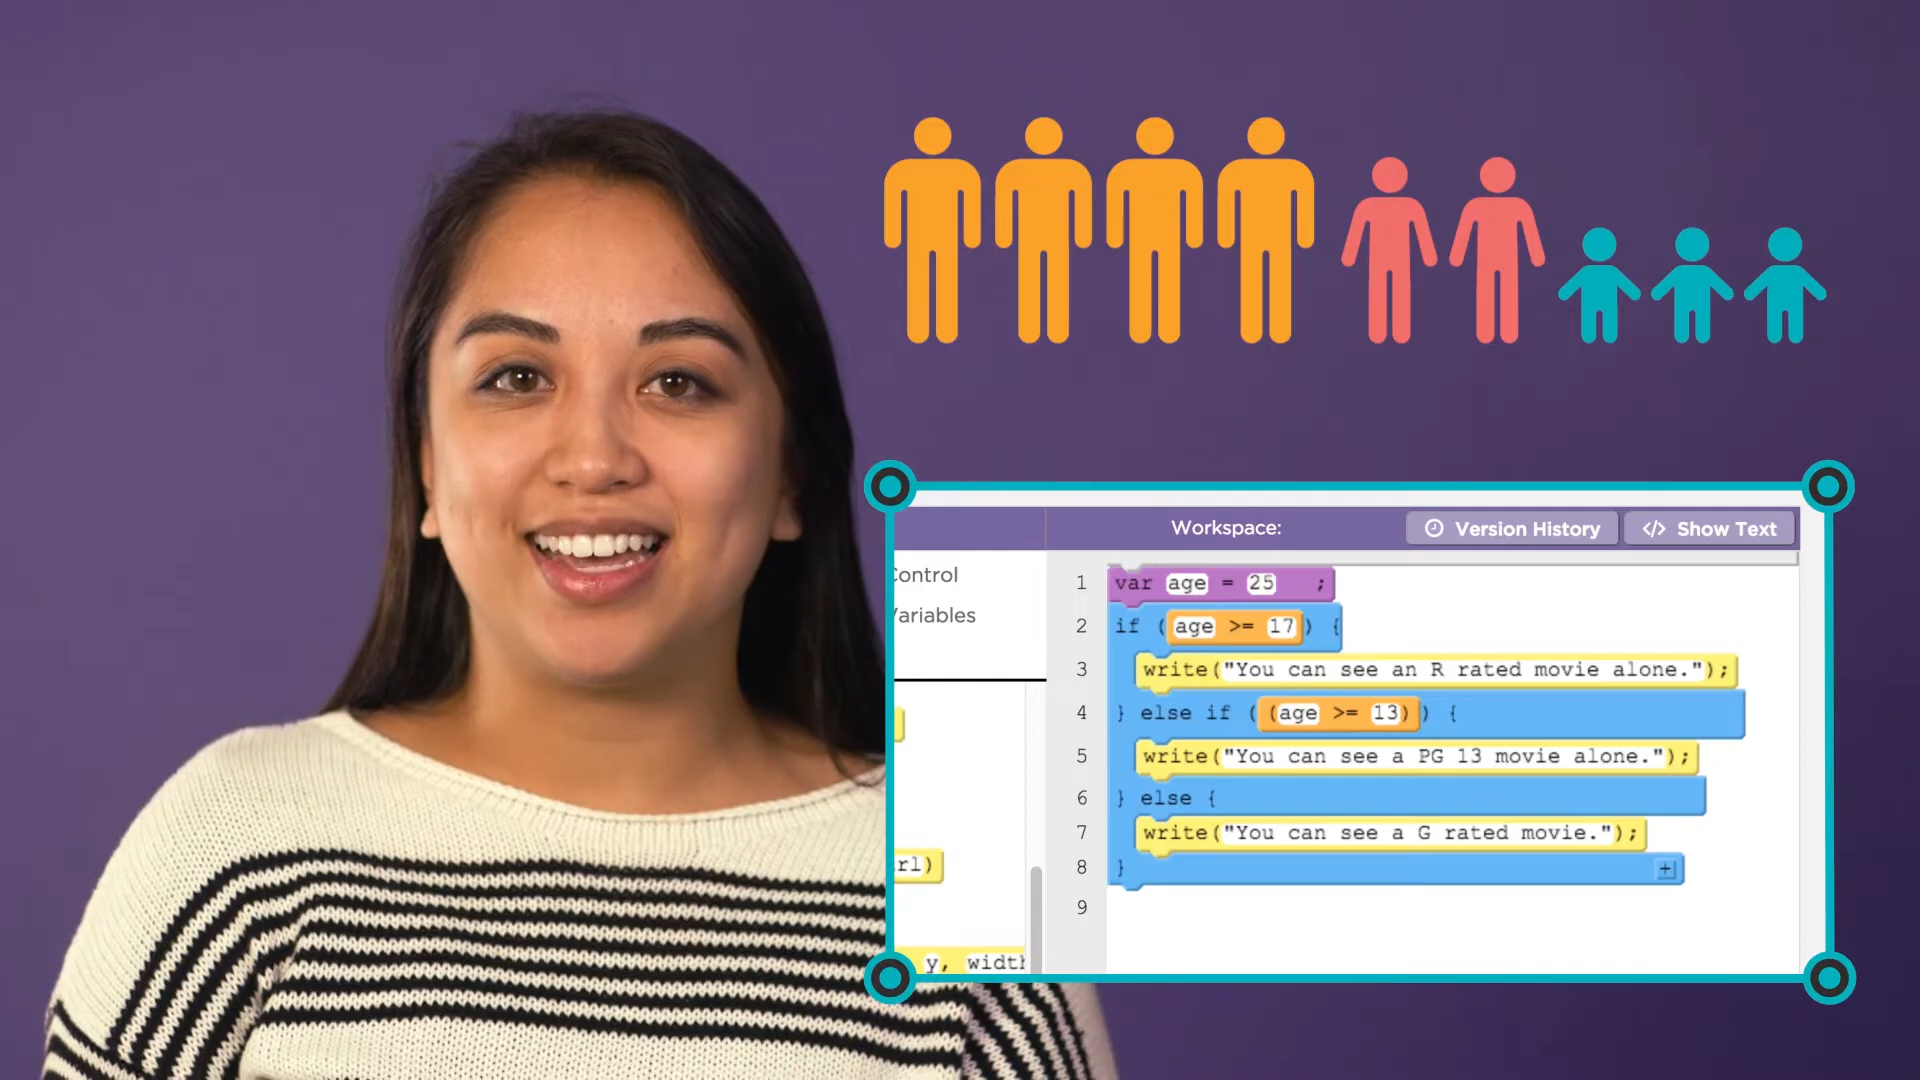 Workspace:
Version History
</> Show Text
Control
Variables
1 var age = 25 ;
2 if (age >= 17) {
3 write("You can see an R rated movie alone.");
4 } else if ((age >= 13)) {
5 write("You can see a PG 13 movie alone.");
6 } else {
7 write("You can see a G rated movie.");
8 } +
9
rl)
y, width